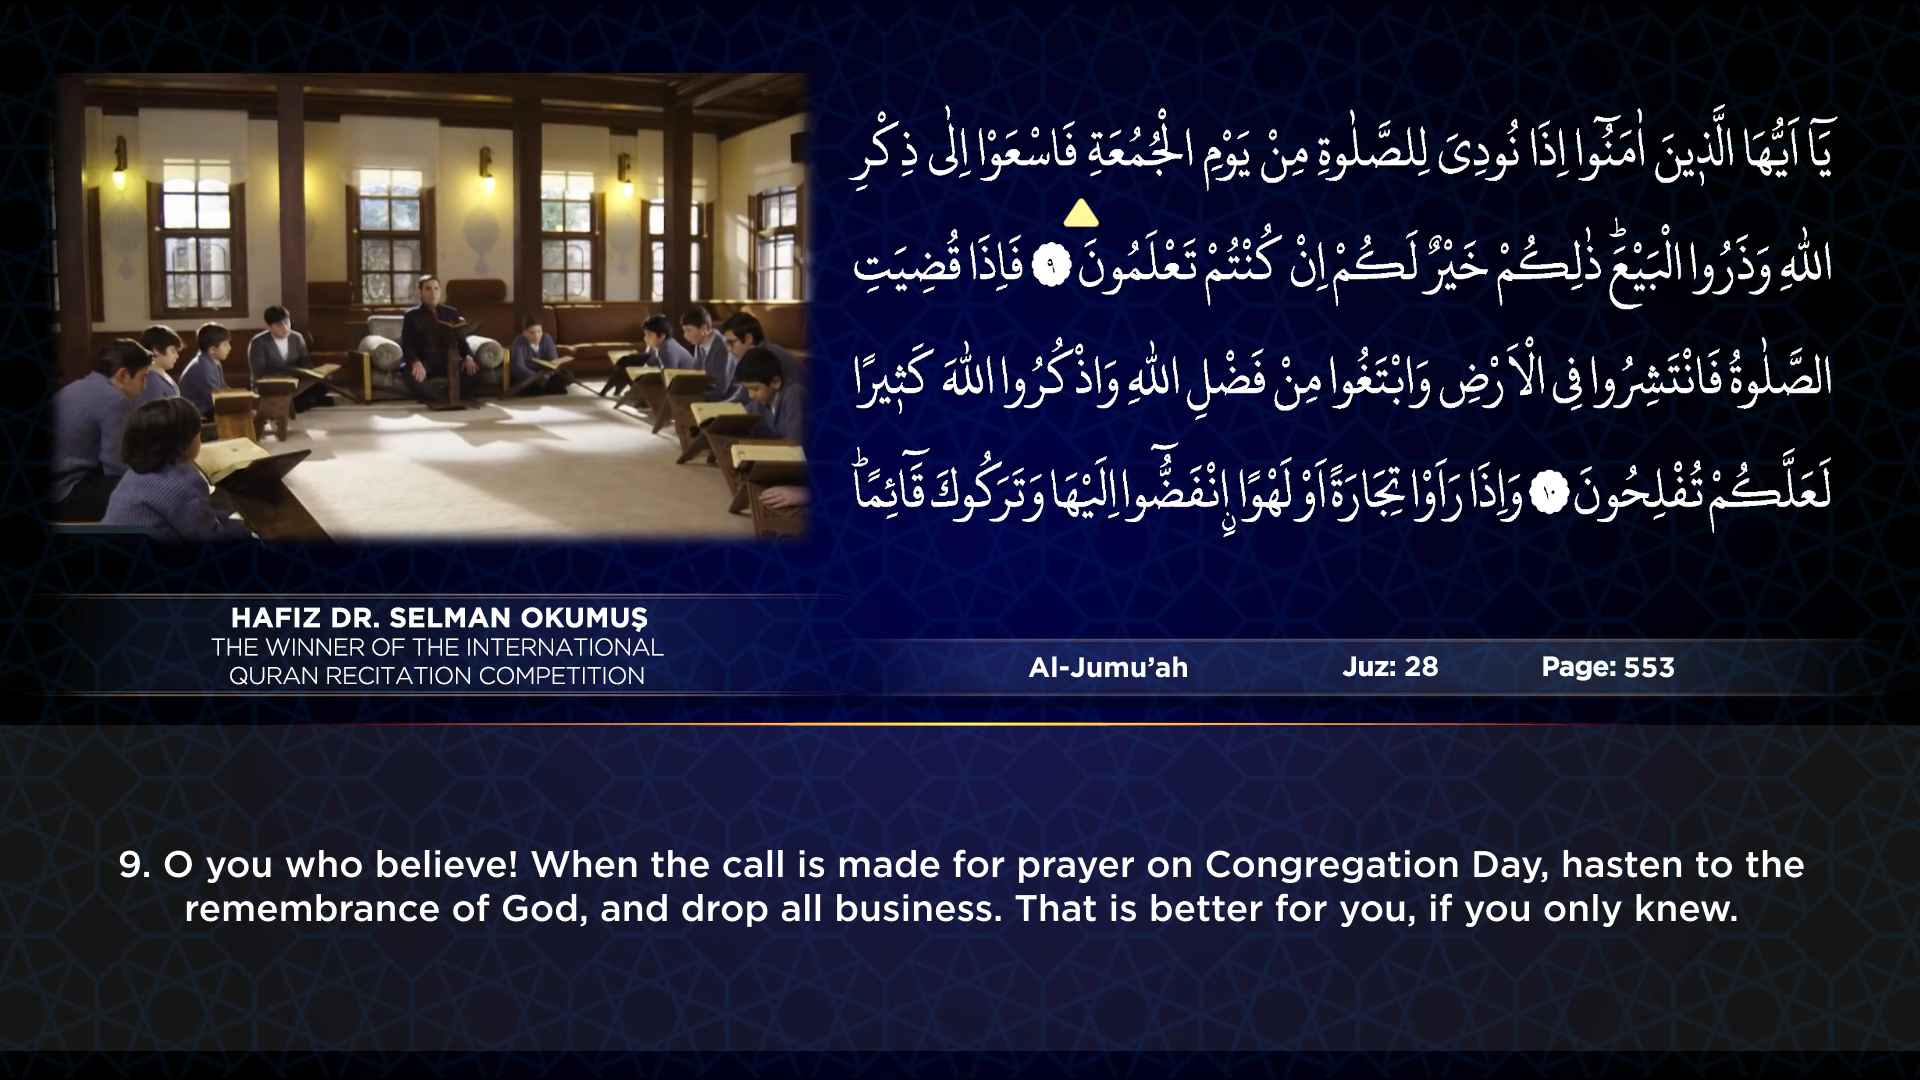 يَٓا اَيُّهَا الَّذ۪ينَ اٰمَنُٓوا اِذَا نُودِىَ لِلصَّلٰوةِ مِنْ يَوْمِ الْجُمُعَةِ فَاسْعَوْا اِلٰى ذِكْرِ
اللّٰهِ وَذَرُوا الْبَيْعَۜ ذٰلِكُمْ خَيْرٌ لَكُمْ اِنْ كُنْتُمْ تَعْلَمُونَ ٩ فَاِذَا قُضِيَتِ
الصَّلٰوةُ فَانْتَشِرُوا فِى الْاَرْضِ وَابْتَغُوا مِنْ فَضْلِ اللّٰهِ وَاذْكُرُوا اللّٰهَ كَث۪يرًا
لَعَلَّكُمْ تُفْلِحُونَ ١٠ وَاِذَا رَاَوْا تِجَارَةً اَوْ لَهْوًاۨ اِنْفَضُّٓوا اِلَيْهَا وَتَرَكُوكَ قَٓائِمًاۜ
HAFIZ DR. SELMAN OKUMUŞ
THE WINNER OF THE INTERNATIONAL
QURAN RECITATION COMPETITION
Al-Jumu’ah Juz: 28 Page: 553
9. O you who believe! When the call is made for prayer on Congregation Day, hasten to the
remembrance of God, and drop all business. That is better for you, if you only knew.